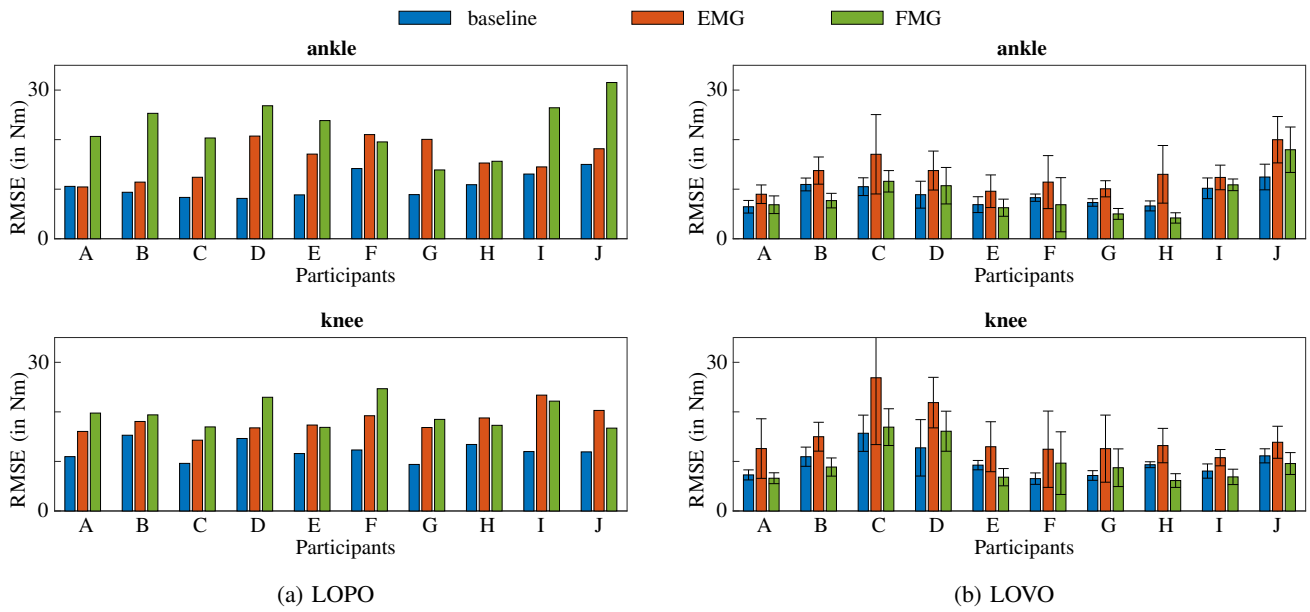 baseline EMG FMG
ankle
RMSE (in Nm)
30
0
A B C D E F G H I J
Participants
knee
RMSE (in Nm)
30
0
A B C D E F G H I J
Participants
(a) LOPO
ankle
RMSE (in Nm)
30
0
A B C D E F G H I J
Participants
knee
RMSE (in Nm)
30
0
A B C D E F G H I J
Participants
(b) LOVO